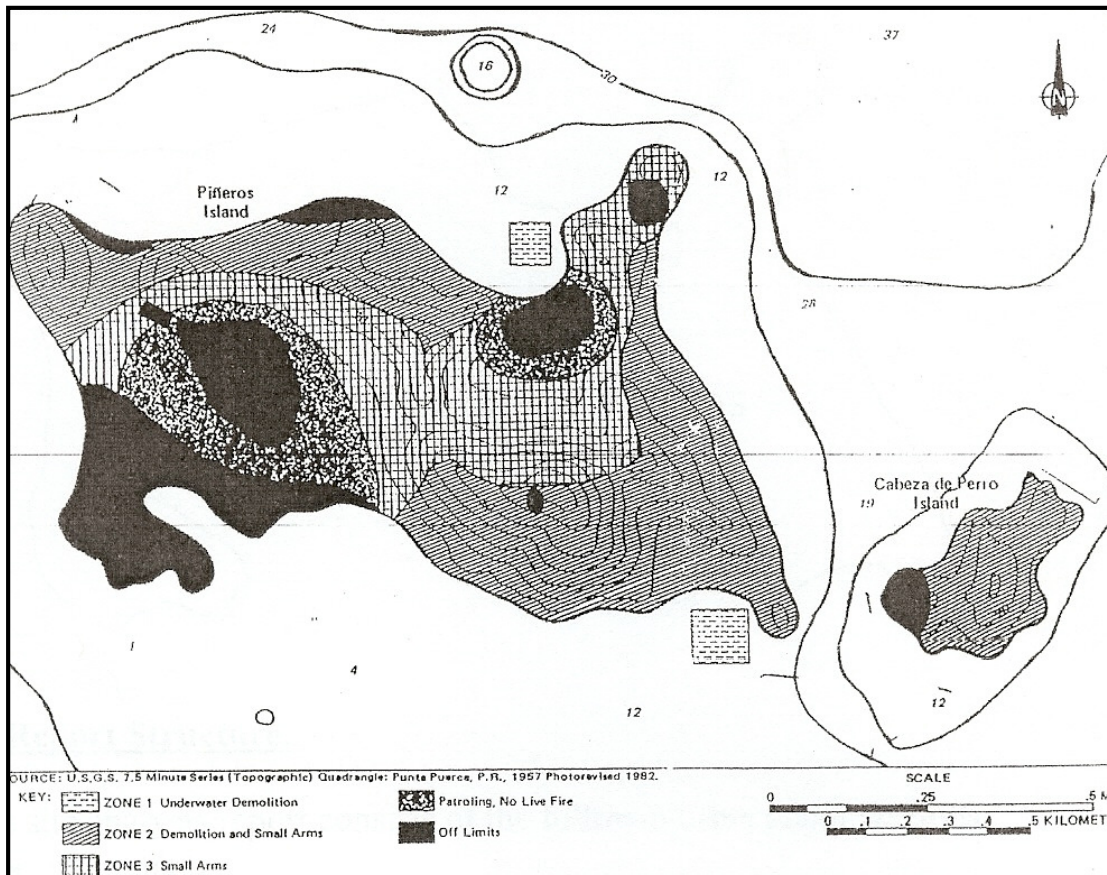 24
37
16
30
N
Piñeros
Island
12
12
28
Cabeza de Perro
Island
19
1
4
12
12
OURCE: U.S.G.S. 7.5 Minute Series (Topographic) Quadrangle: Punta Puerca, P.R., 1957 Photorevised 1982.
SCALE
KEY:
ZONE 1 Underwater Demolition
ZONE 2 Demolition and Small Arms
ZONE 3 Small Arms
Patroling, No Live Fire
Off Limits
0 .25 .5 M
0 .1 .2 .3 .4 .5 KILOMET